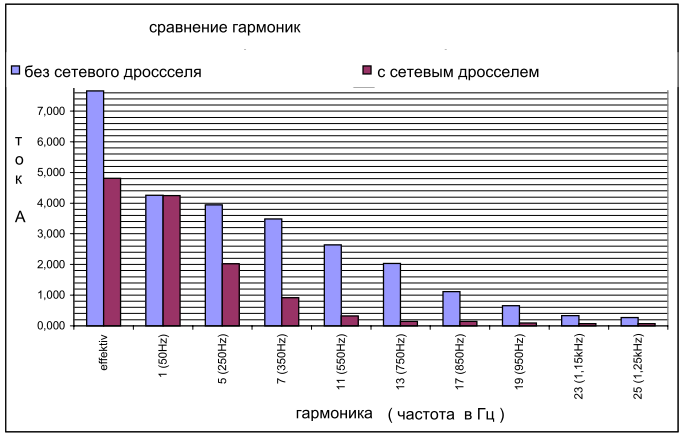 сравнение гармоник
без сетевого дроссселя
с сетевым дросселем
ток А
7,000
6,000
5,000
4,000
3,000
2,000
1,000
0,000
effektiv
1 (50Hz)
5 (250Hz)
7 (350Hz)
11 (550Hz)
13 (750Hz)
17 (850Hz)
19 (950Hz)
23 (1,15kHz)
25 (1,25kHz)
гармоника ( частота в Гц )